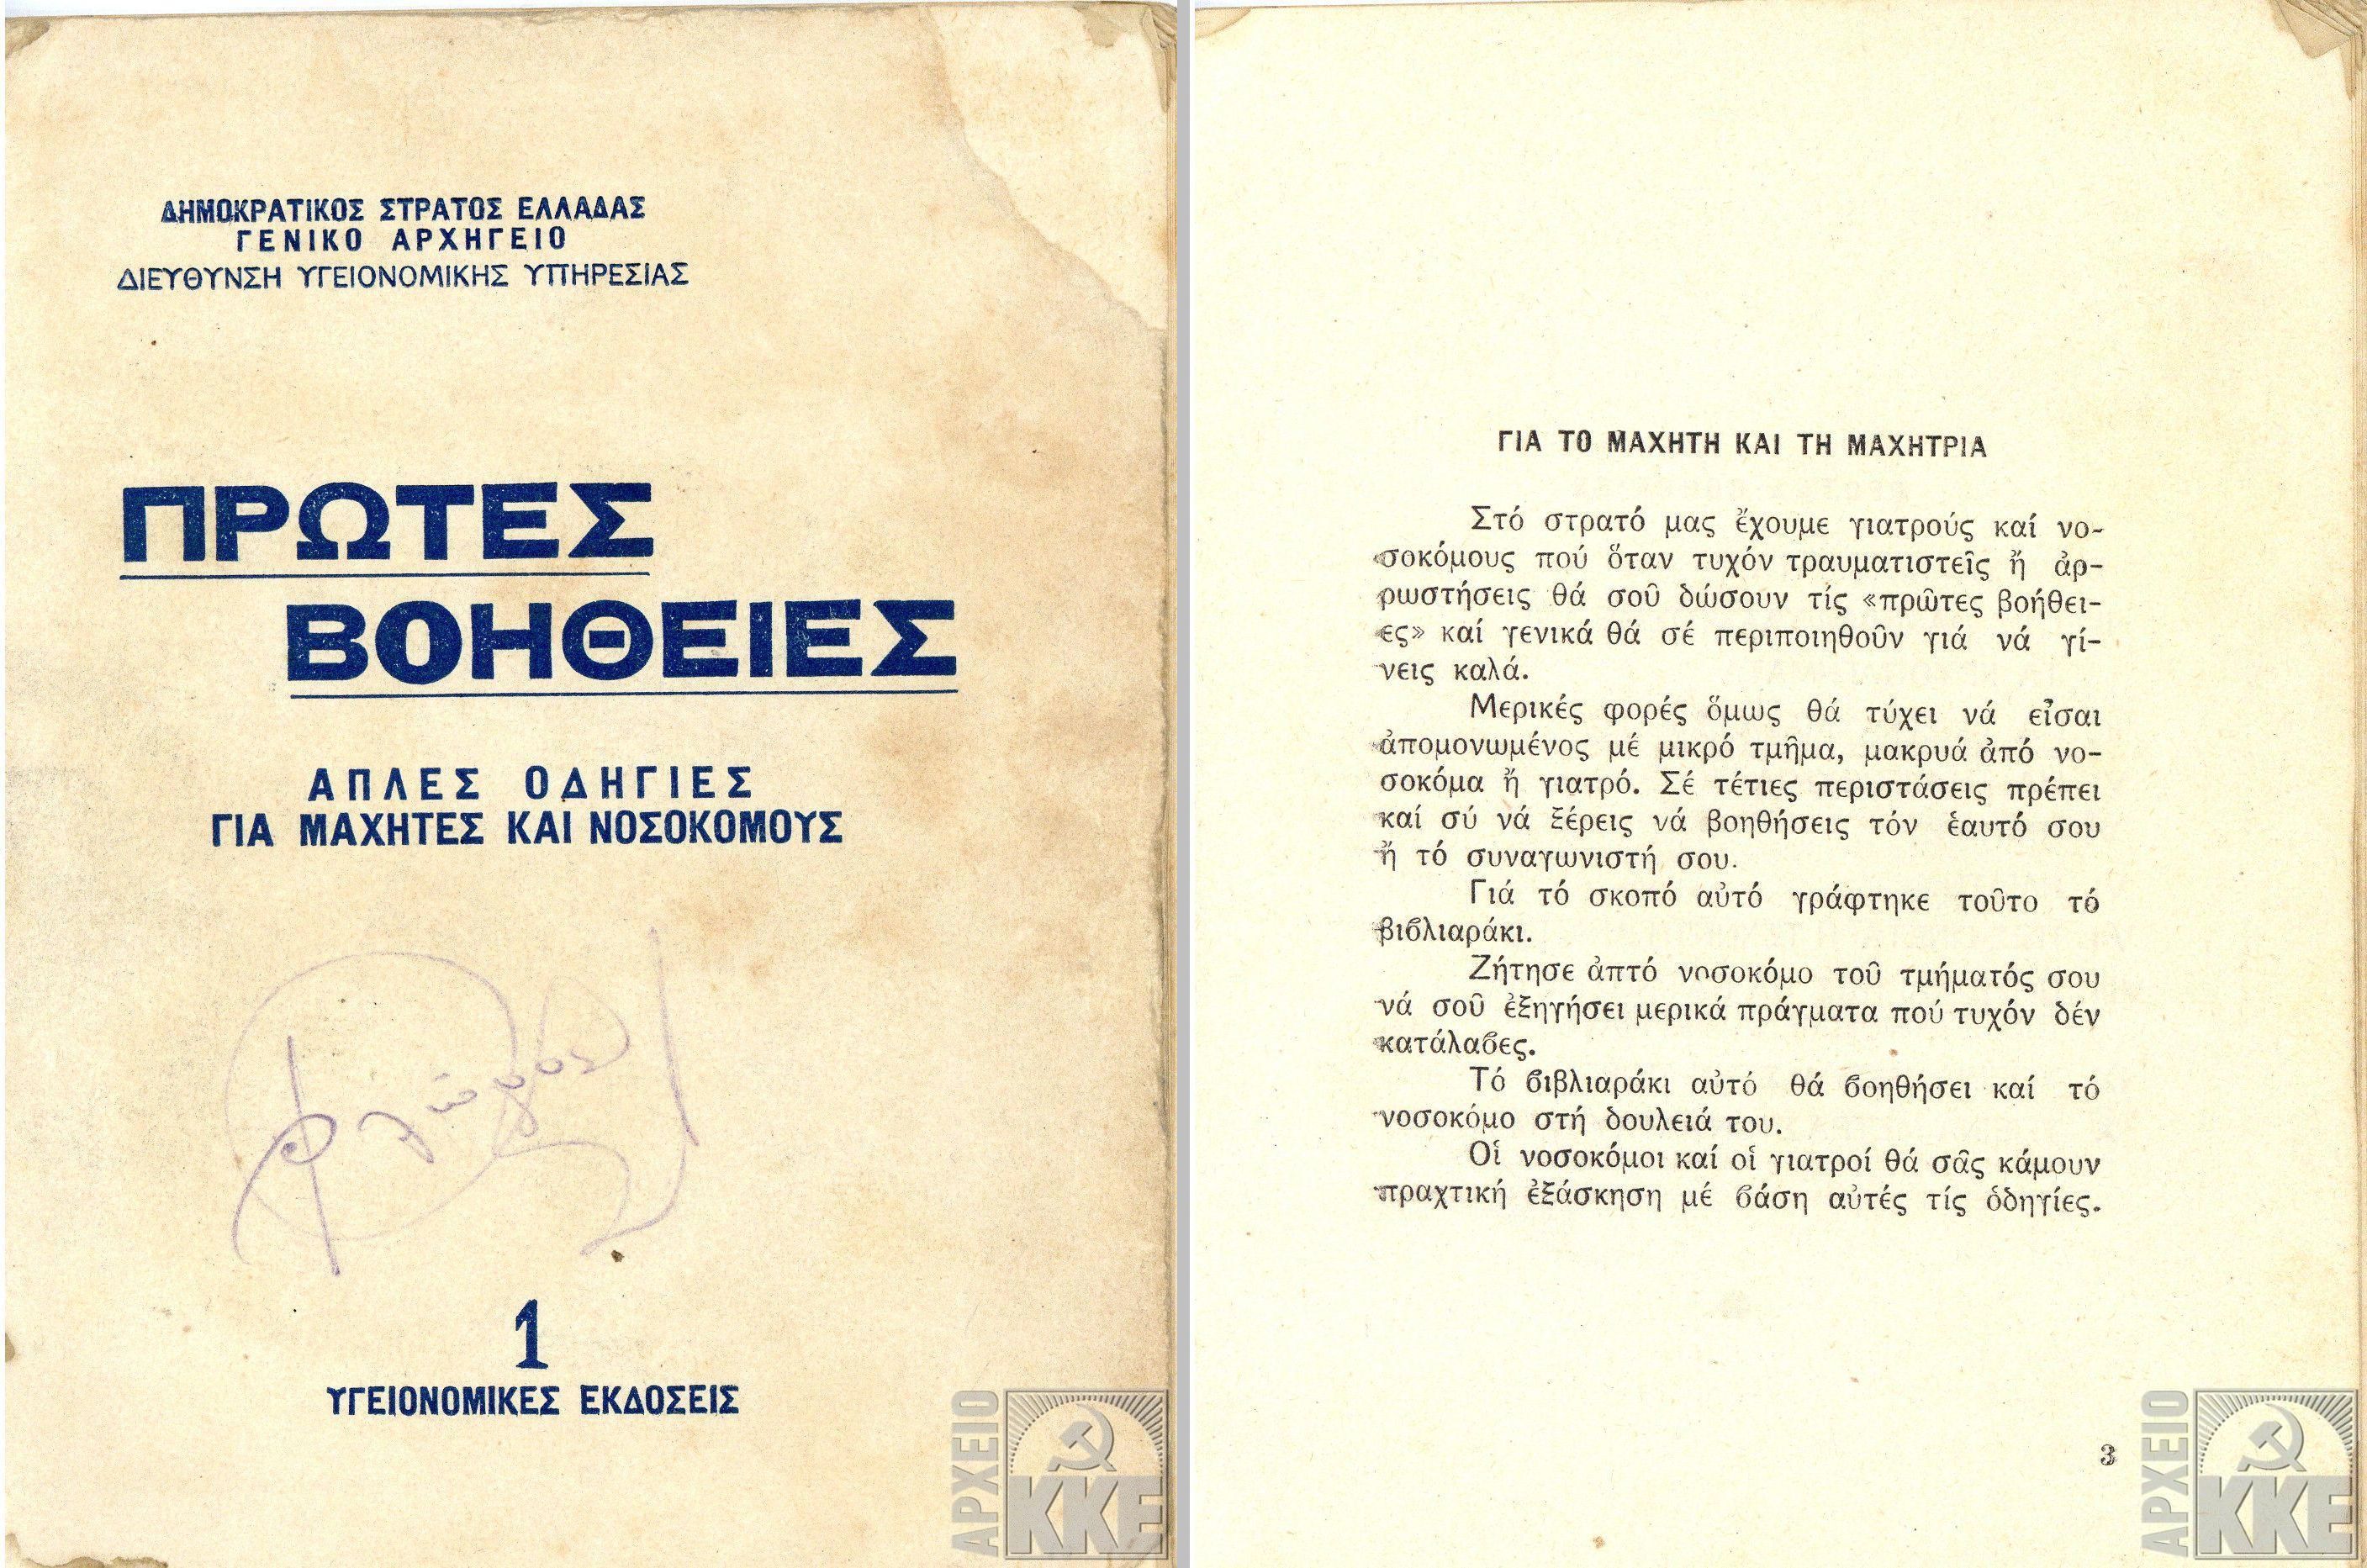 ΔΗΜΟΚΡΑΤΙΚΟΣ ΣΤΡΑΤΟΣ ΕΛΛΑΔΑΣ
ΓΕΝΙΚΟ ΑΡΧΗΓΕΙΟ
ΔΙΕΥΘΥΝΣΗ ΥΓΕΙΟΝΟΜΙΚΗΣ ΥΠΗΡΕΣΙΑΣ
ΠΡΩΤΕΣ
ΒΟΗΘΕΙΕΣ
ΑΠΛΕΣ ΟΔΗΓΙΕΣ
ΓΙΑ ΜΑΧΗΤΕΣ ΚΑΙ ΝΟΣΟΚΟΜΟΥΣ
1
ΥΓΕΙΟΝΟΜΙΚΕΣ ΕΚΔΟΣΕΙΣ
ΑΡΧΕΙΟ
ΚΚΕ
ΓΙΑ ΤΟ ΜΑΧΗΤΗ ΚΑΙ ΤΗ ΜΑΧΗΤΡΙΑ
Στό στρατό μας ἔχουμε γιατρούς καί νο-
σοκόμους πού ὅταν τυχόν τραυματιστεῖς ἤ ἀρ-
ρωστήσεις θά σοῦ δώσουν τίς «πρῶτες βοήθει-
ες» καί γενικά θά σέ περιποιηθοῦν γιά νά γί-
νεις καλά.
Μερικές φορές ὅμως θά τύχει νά εἶσαι
ἀπομονωμένος μέ μικρό τμῆμα, μακρυά ἀπό νο-
σοκόμα ἤ γιατρό. Σέ τέτιες περιστάσεις πρέπει
καί σύ νά ξέρεις νά βοηθήσεις τόν ἑαυτό σου
ἤ τό συναγωνιστή σου.
Γιά τό σκοπό αὐτό γράφτηκε τοῦτο τό
βιϐλιαράκι.
Ζήτησε ἀπτό νοσοκόμο τοῦ τμήματός σου
νά σοῦ ἐξηγήσει μερικά πράγματα πού τυχόν δέν
κατάλαϐες.
Τό ϐιβλιαράκι αὐτό θά ϐοηθήσει καί τό
νοσοκόμο στή δουλειά του.
Οἱ νοσοκόμοι καί οἱ γιατροί θά σᾶς κάμουν
πραχτική ἐξάσκηση μέ ϐάση αὐτές τίς ὁδηγίες.
3
ΑΡΧΕΙΟ
ΚΚΕ